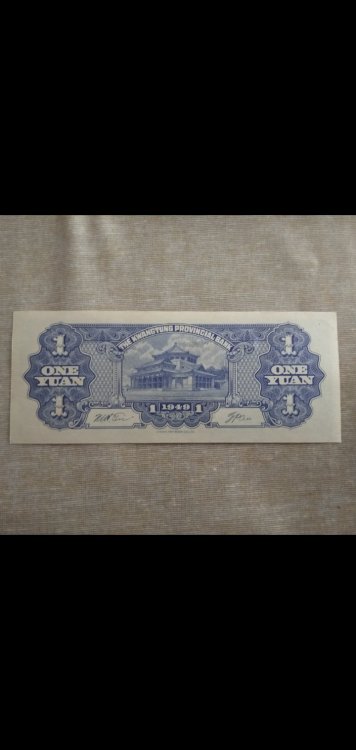 THE KWANGTUNG PROVINCIAL BANK
1 1
ONE YUAN ONE YUAN
1 1
1 1949 1